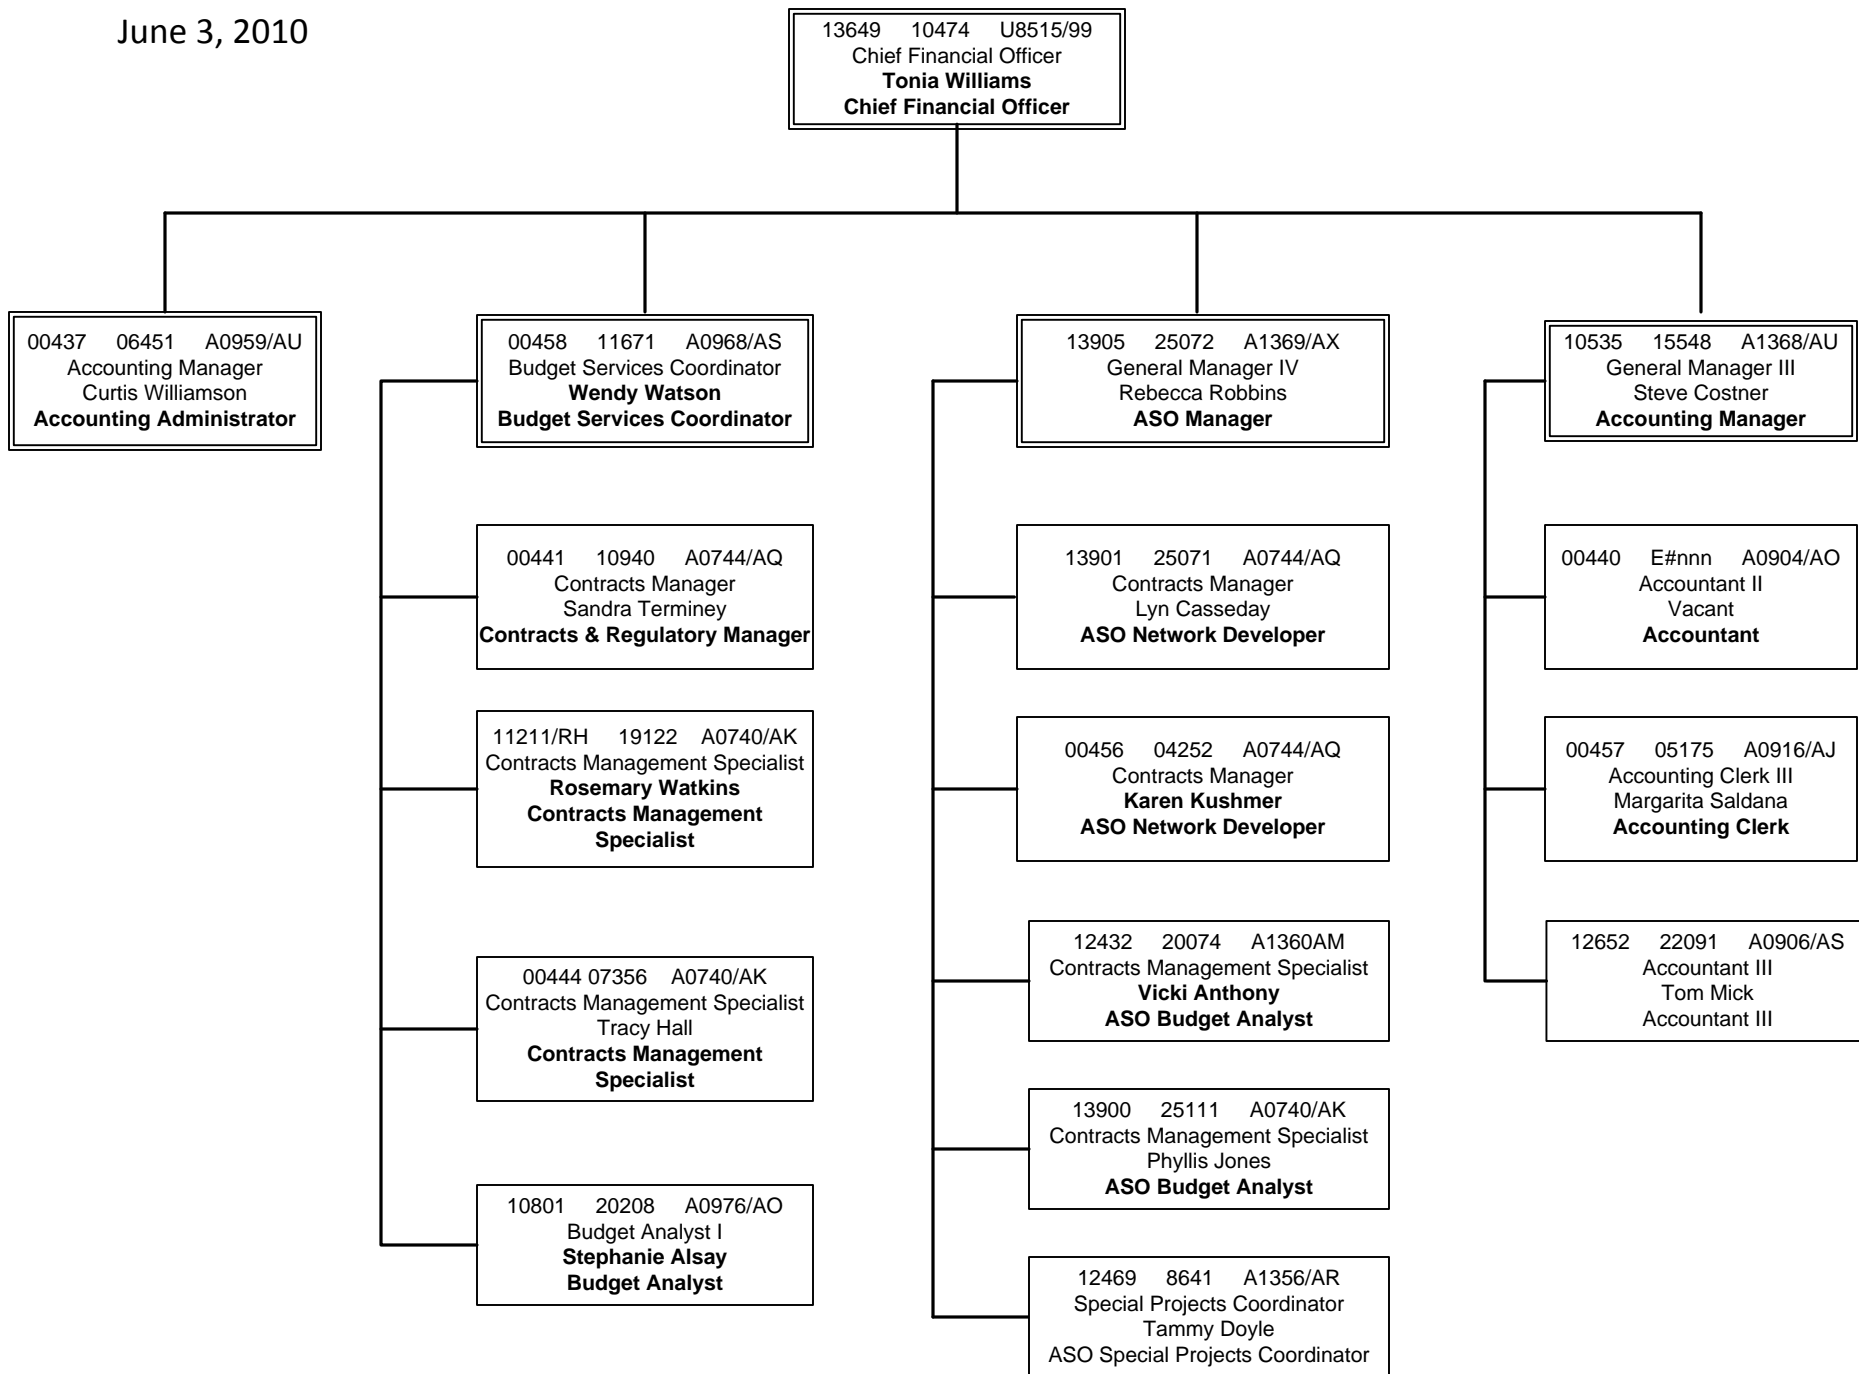 June 3, 2010
13649 10474 U8515/99
Chief Financial Officer
Tonia Williams
Chief Financial Officer
00437 06451 A0959/AU
Accounting Manager
Curtis Williamson
Accounting Administrator
00458 11671 A0968/AS
Budget Services Coordinator
Wendy Watson
Budget Services Coordinator
00441 10940 A0744/AQ
Contracts Manager
Sandra Terminey
Contracts & Regulatory Manager
11211/RH 19122 A0740/AK
Contracts Management Specialist
Rosemary Watkins
Contracts Management
Specialist
00444 07356 A0740/AK
Contracts Management Specialist
Tracy Hall
Contracts Management
Specialist
10801 20208 A0976/AO
Budget Analyst I
Stephanie Alsay
Budget Analyst
13905 25072 A1369/AX
General Manager IV
Rebecca Robbins
ASO Manager
13901 25071 A0744/AQ
Contracts Manager
Lyn Casseday
ASO Network Developer
00456 04252 A0744/AQ
Contracts Manager
Karen Kushmer
ASO Network Developer
12432 20074 A1360AM
Contracts Management Specialist
Vicki Anthony
ASO Budget Analyst
13900 25111 A0740/AK
Contracts Management Specialist
Phyllis Jones
ASO Budget Analyst
12469 8641 A1356/AR
Special Projects Coordinator
Tammy Doyle
ASO Special Projects Coordinator
10535 15548 A1368/AU
General Manager III
Steve Costner
Accounting Manager
00440 E#nnn A0904/AO
Accountant II
Vacant
Accountant
00457 05175 A0916/AJ
Accounting Clerk III
Margarita Saldana
Accounting Clerk
12652 22091 A0906/AS
Accountant III
Tom Mick
Accountant III